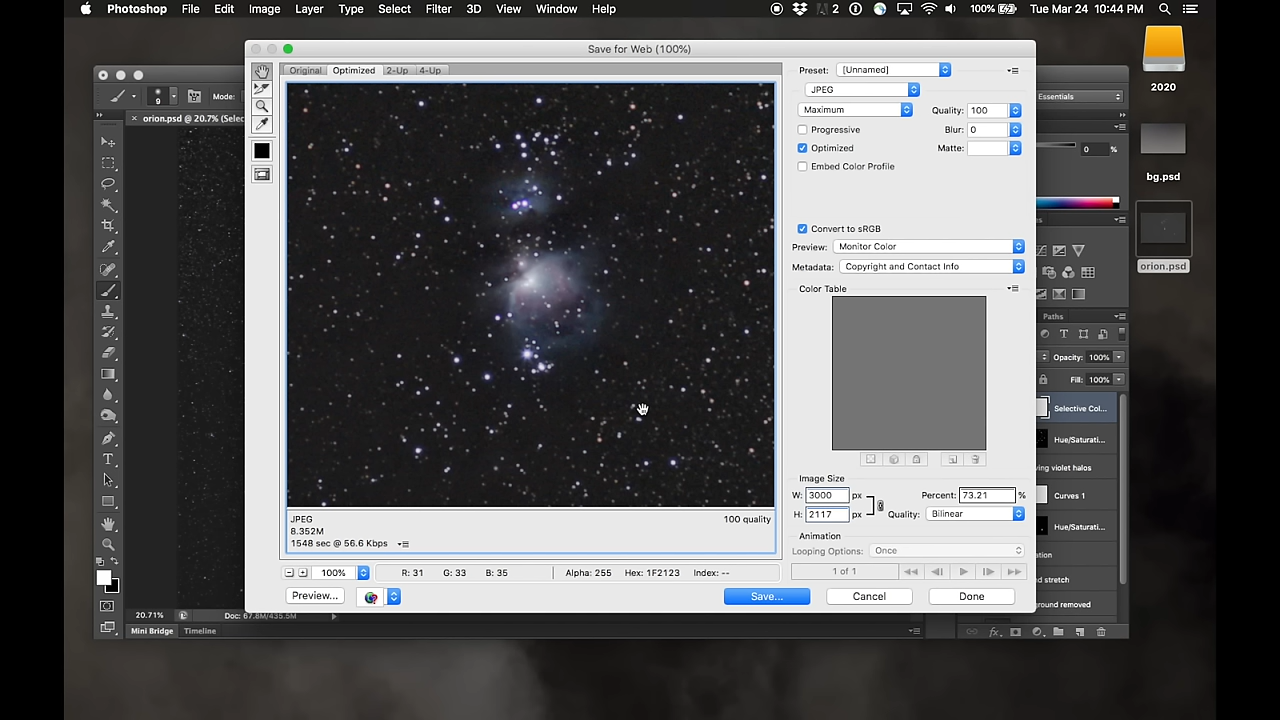 Photoshop File Edit Image Layer Type Select Filter 3D View Window Help 2 100% Tue Mar 24 10:44 PM
Save for Web (100%)
Original Optimized 2-Up 4-Up
Preset: [Unnamed]
JPEG
Maximum Quality: 100
Progressive Blur: 0
Optimized Matte:
Embed Color Profile
Convert to sRGB
Preview: Monitor Color
Metadata: Copyright and Contact Info
Color Table
Image Size
W: 3000 px Percent: 73.21 %
H: 2117 px Quality: Bilinear
Animation
Looping Options: Once
1 of 1
JPEG 100 quality
8.352M
1548 sec @ 56.6 Kbps
100% R: 31 G: 33 B: 35 Alpha: 255 Hex: 1F2123 Index: --
Preview... Save... Cancel Done
9 Mode:
orion.psd @ 20.7% (Selec
20.71% Doc: 67.8M/435.5M
Mini Bridge Timeline
Essentials
0 %
Paths
Opacity: 100%
Fill: 100%
Selective Col...
Hue/Saturati...
ving violet halos
Curves 1
Hue/Saturati...
ation
d stretch
ground removed
2020
bg.psd
orion.psd